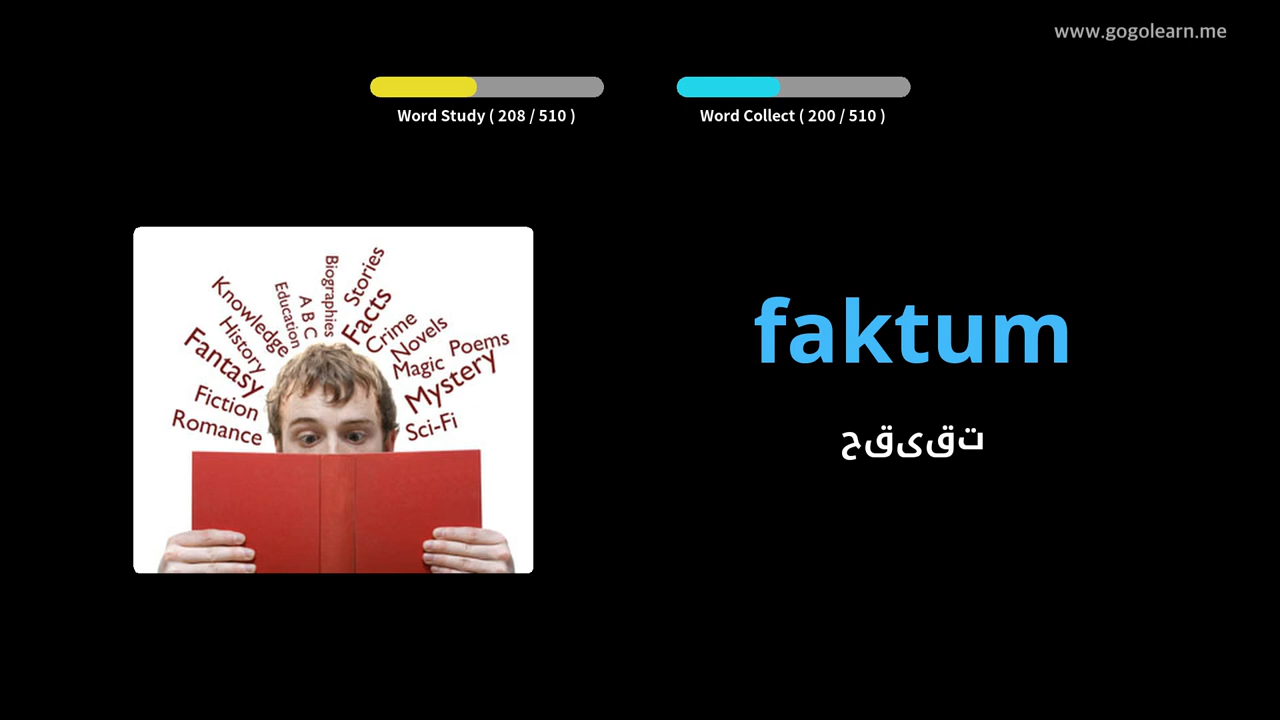 www.gogolearn.me
Word Study ( 208 / 510 )
Word Collect ( 200 / 510 )
Knowledge
Education
A B C
Biographies
Stories
Facts
Crime
Novels
Poems
Magic
Mystery
Sci-Fi
History
Fantasy
Fiction
Romance
faktum
ت‌ق‌ی‌ق‌ح